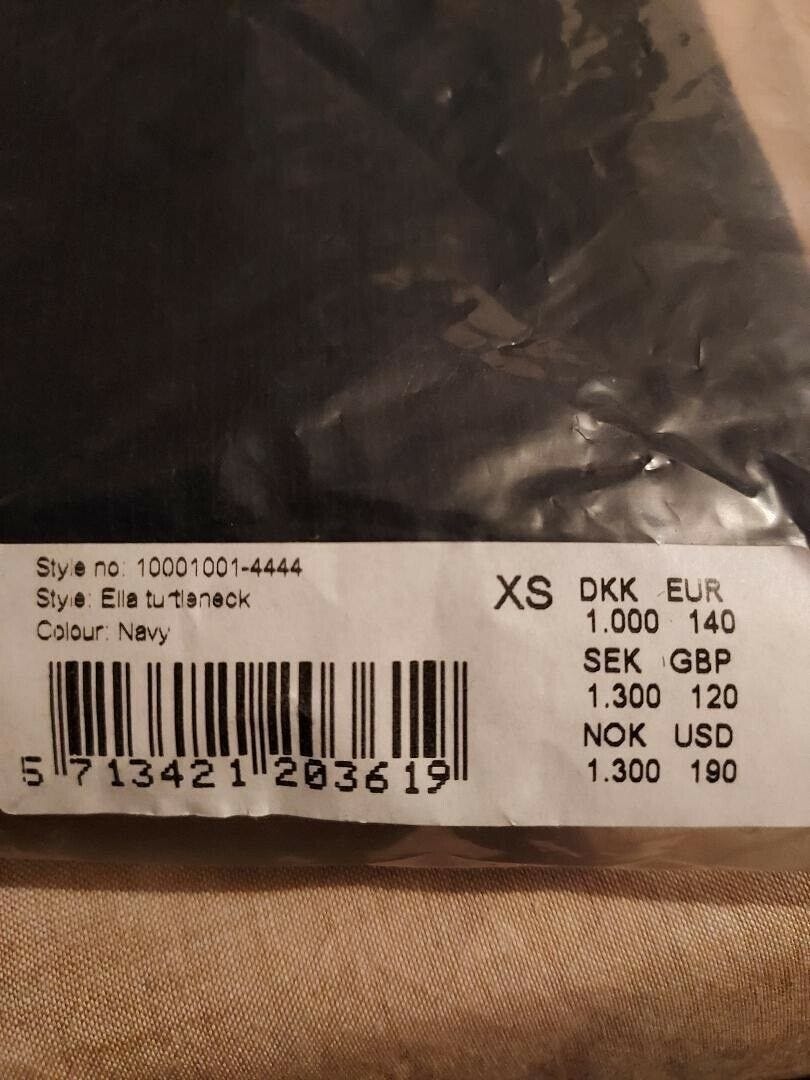 Style no: 10001001-4444
Style: Ella turtleneck
Colour: Navy
5 713421 203619
XS
DKK EUR
1.000 140
SEK GBP
1.300 120
NOK USD
1.300 190